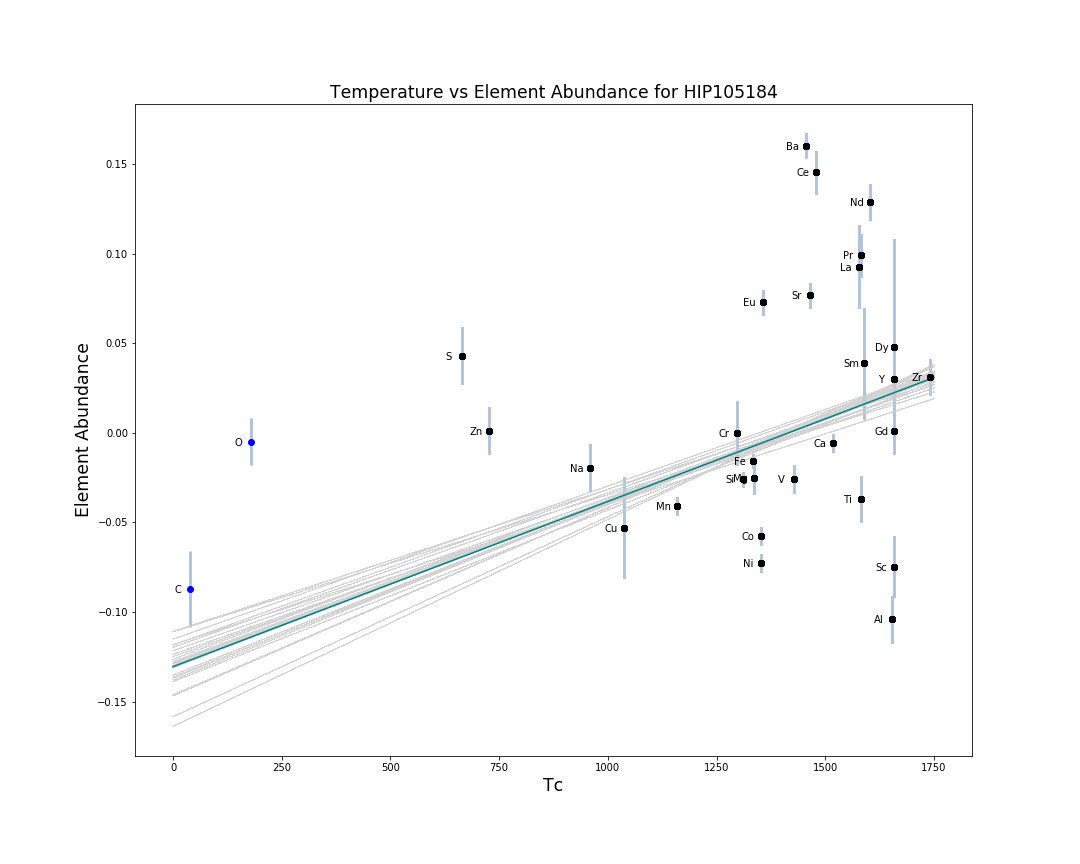 Temperature vs Element Abundance for HIP105184
Element Abundance
0.15
0.10
0.05
0.00
−0.05
−0.10
−0.15
Ba
Ce
Nd
Pr
La
Eu
Sr
S
Dy
Sm
Y
Zr
Zn
Cr
Gd
O
Ca
Fe
Na
Si
V
Ti
Mn
Cu
Co
Ni
Sc
C
Al
0
250
500
750
1000
1250
1500
1750
Tc